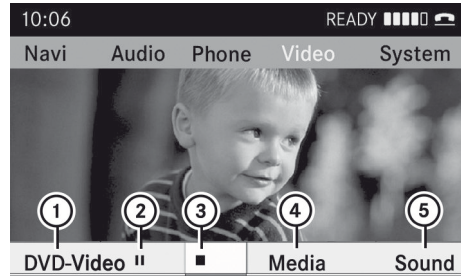 10:06 READY
Navi Audio Phone Video System
1 2 3 4 5
DVD-Video Media Sound